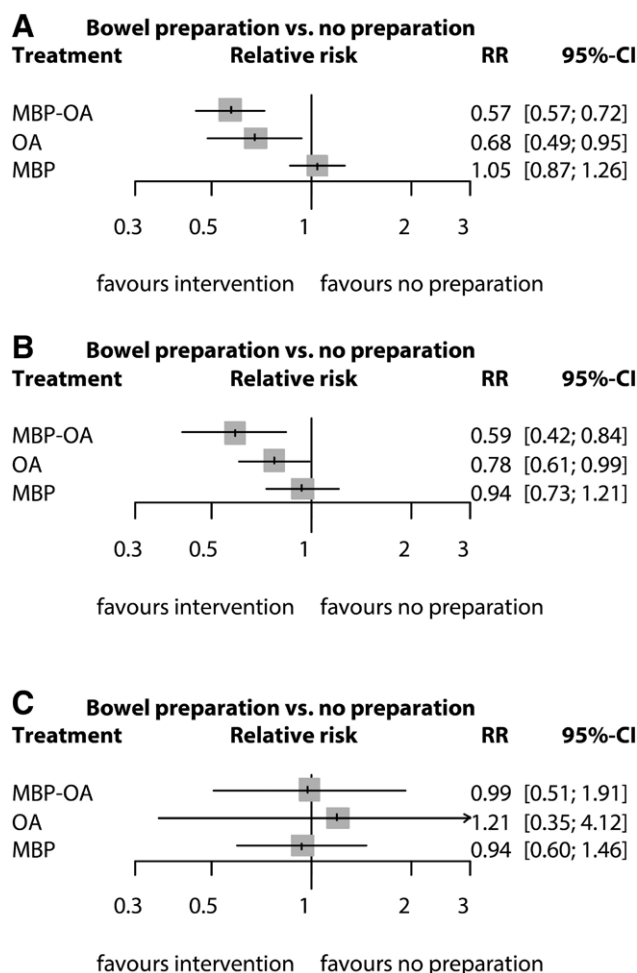 A
Bowel preparation vs. no preparation
Treatment Relative risk RR 95%-CI
MBP-OA 0.57 [0.57; 0.72]
OA 0.68 [0.49; 0.95]
MBP 1.05 [0.87; 1.26]
0.3 0.5 1 2 3
favours intervention favours no preparation
B
Bowel preparation vs. no preparation
Treatment Relative risk RR 95%-CI
MBP-OA 0.59 [0.42; 0.84]
OA 0.78 [0.61; 0.99]
MBP 0.94 [0.73; 1.21]
0.3 0.5 1 2 3
favours intervention favours no preparation
C
Bowel preparation vs. no preparation
Treatment Relative risk RR 95%-CI
MBP-OA 0.99 [0.51; 1.91]
OA 1.21 [0.35; 4.12]
MBP 0.94 [0.60; 1.46]
0.3 0.5 1 2 3
favours intervention favours no preparation